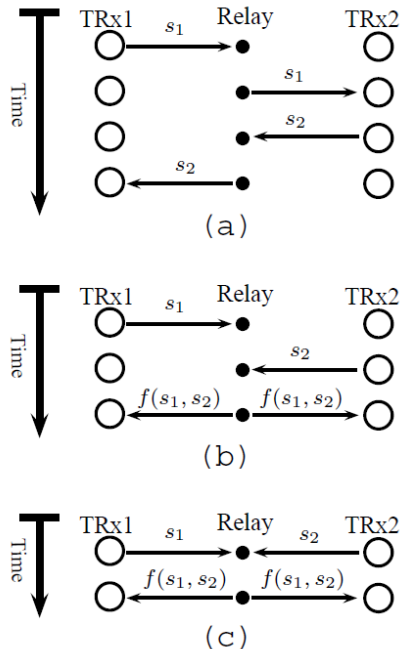 TRx1 Relay TRx2
s₁
s₁
s₂
s₂
Time
(a)
TRx1 Relay TRx2
s₁
s₂
f(s₁, s₂) f(s₁, s₂)
Time
(b)
TRx1 Relay TRx2
s₁ s₂
f(s₁, s₂) f(s₁, s₂)
Time
(c)